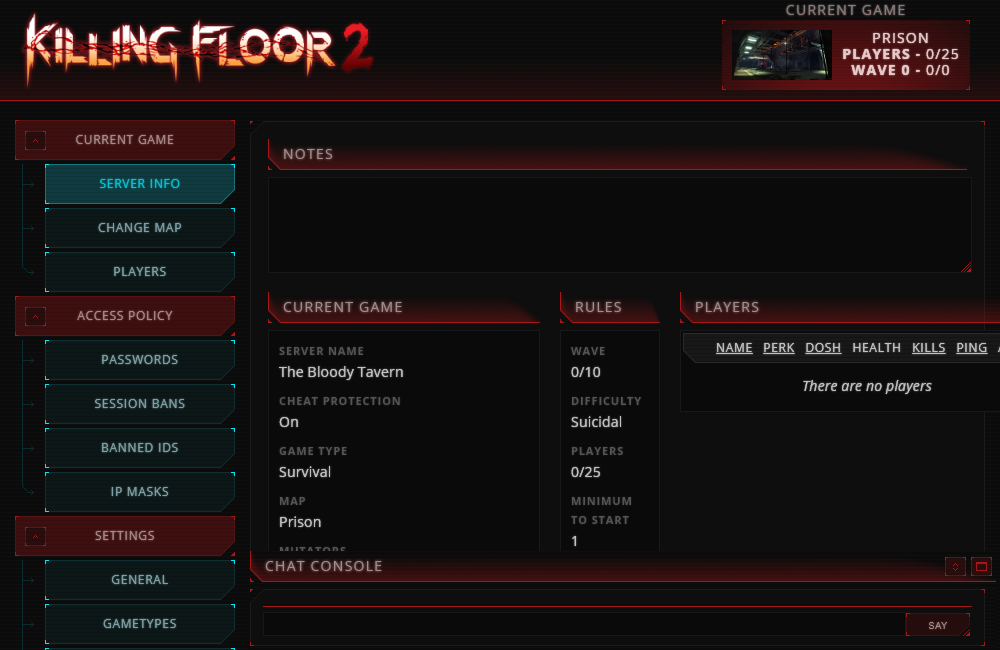 KILLING FLOOR 2
CURRENT GAME
PRISON
PLAYERS - 0/25
WAVE 0 - 0/0
CURRENT GAME
SERVER INFO
CHANGE MAP
PLAYERS
ACCESS POLICY
PASSWORDS
SESSION BANS
BANNED IDS
IP MASKS
SETTINGS
GENERAL
GAMETYPES
NOTES
CURRENT GAME
SERVER NAME
The Bloody Tavern
CHEAT PROTECTION
On
GAME TYPE
Survival
MAP
Prison
MUTATORS
RULES
WAVE
0/10
DIFFICULTY
Suicidal
PLAYERS
0/25
MINIMUM
TO START
1
PLAYERS
NAME PERK DOSH HEALTH KILLS PING
There are no players
CHAT CONSOLE
SAY